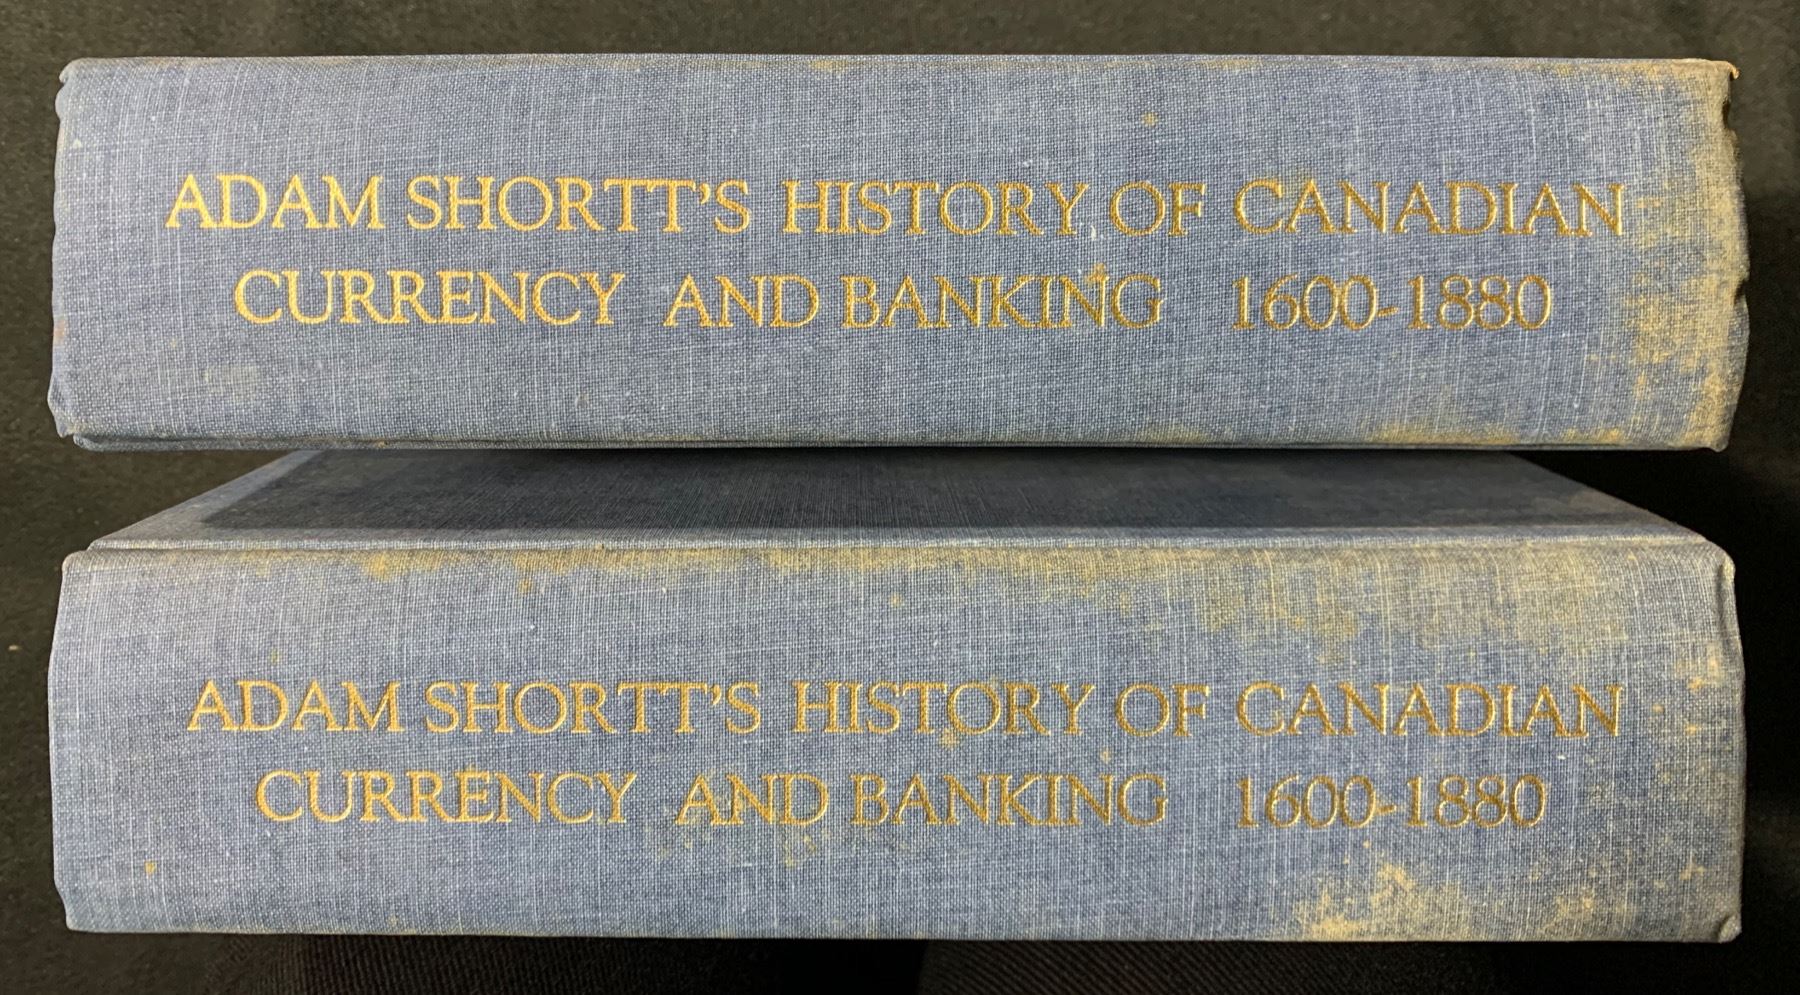 ADAM SHORTT'S HISTORY OF CANADIAN
CURRENCY AND BANKING 1600-1880
ADAM SHORTT'S HISTORY OF CANADIAN
CURRENCY AND BANKING 1600-1880